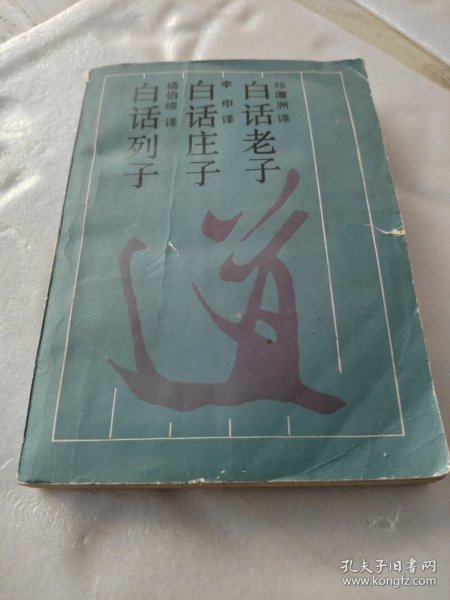 白话老子
邓潭洲 译
白话庄子
李申 译
白话列子
杨伯峻 译
道
孔夫子旧书网
www.kongfz.com